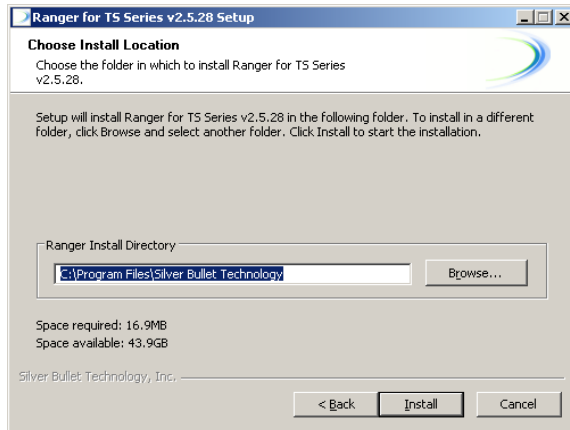 Ranger for TS Series v2.5.28 Setup
Choose Install Location
Choose the folder in which to install Ranger for TS Series
v2.5.28.
Setup will install Ranger for TS Series v2.5.28 in the following folder. To install in a different
folder, click Browse and select another folder. Click Install to start the installation.
Ranger Install Directory
C:\Program Files\Silver Bullet Technology
Browse...
Space required: 16.9MB
Space available: 43.9GB
Silver Bullet Technology, Inc.
< Back Install Cancel